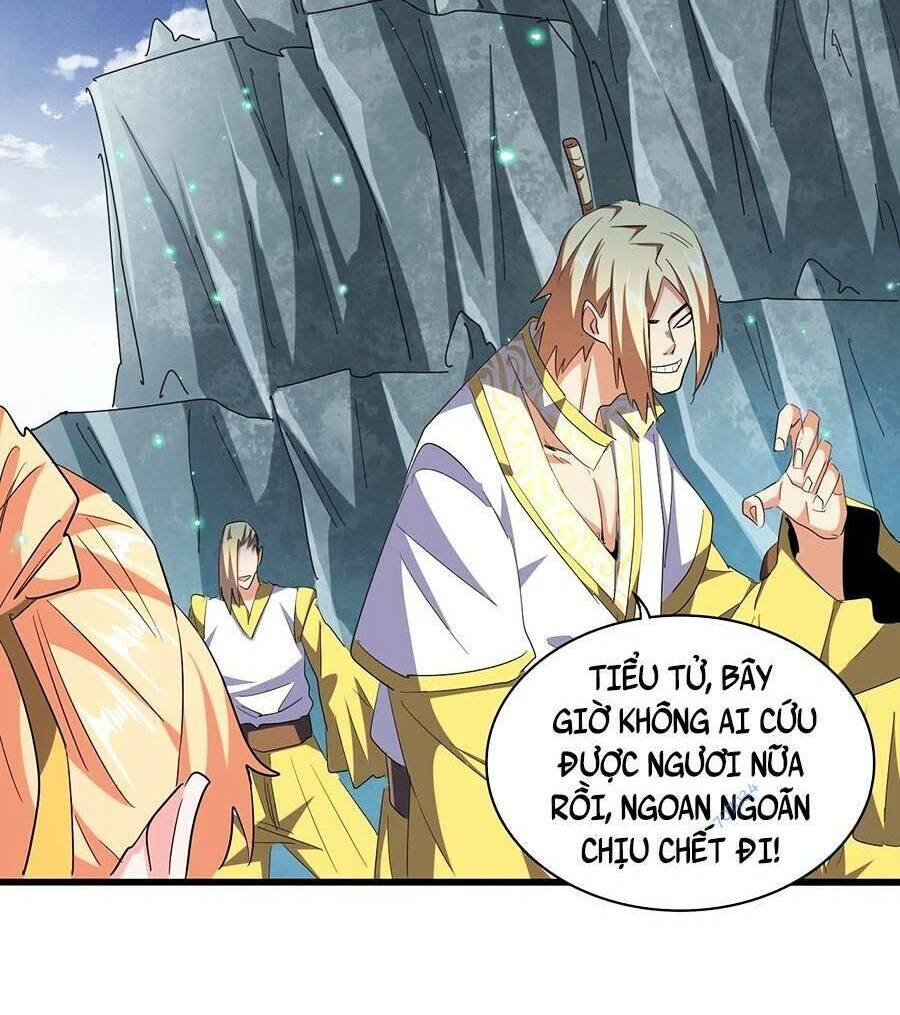 TIỂU TỬ, BÂY
GIỜ KHÔNG AI CỨU
ĐƯỢC NGƯƠI NỮA
RỒI, NGOAN NGOÃN
CHỊU CHẾT ĐI!